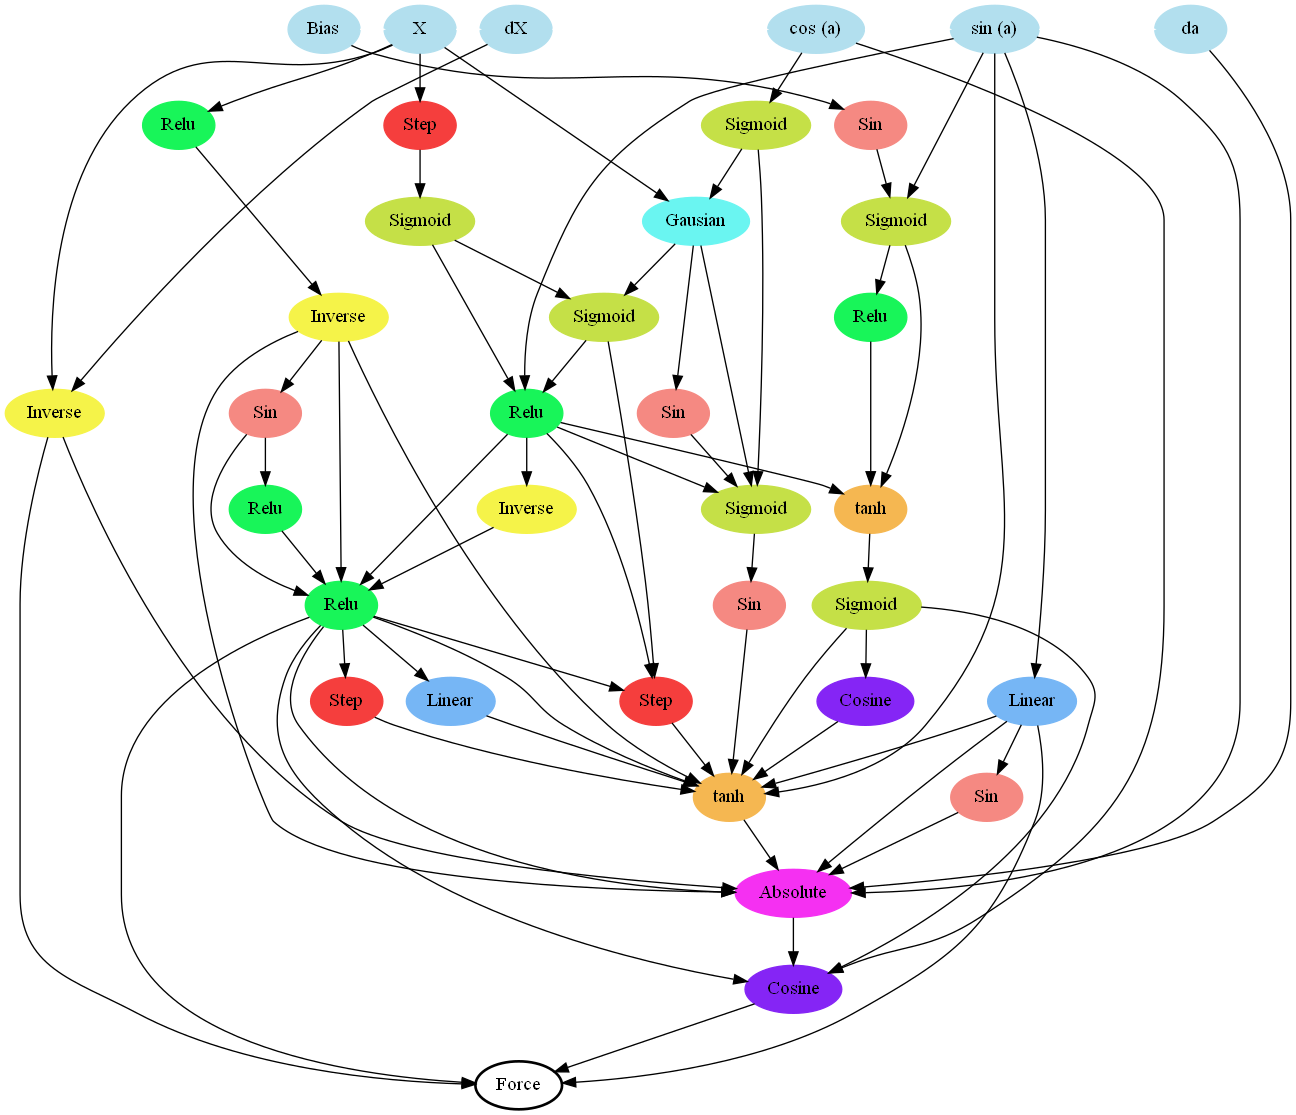 Bias
X
dX
cos (a)
sin (a)
da
Relu
Step
Sigmoid
Sin
Sigmoid
Gausian
Sigmoid
Inverse
Sigmoid
Relu
Inverse
Sin
Relu
Sin
Relu
Inverse
Sigmoid
tanh
Relu
Sin
Sigmoid
Step
Linear
Step
Cosine
Linear
tanh
Sin
Absolute
Cosine
Force